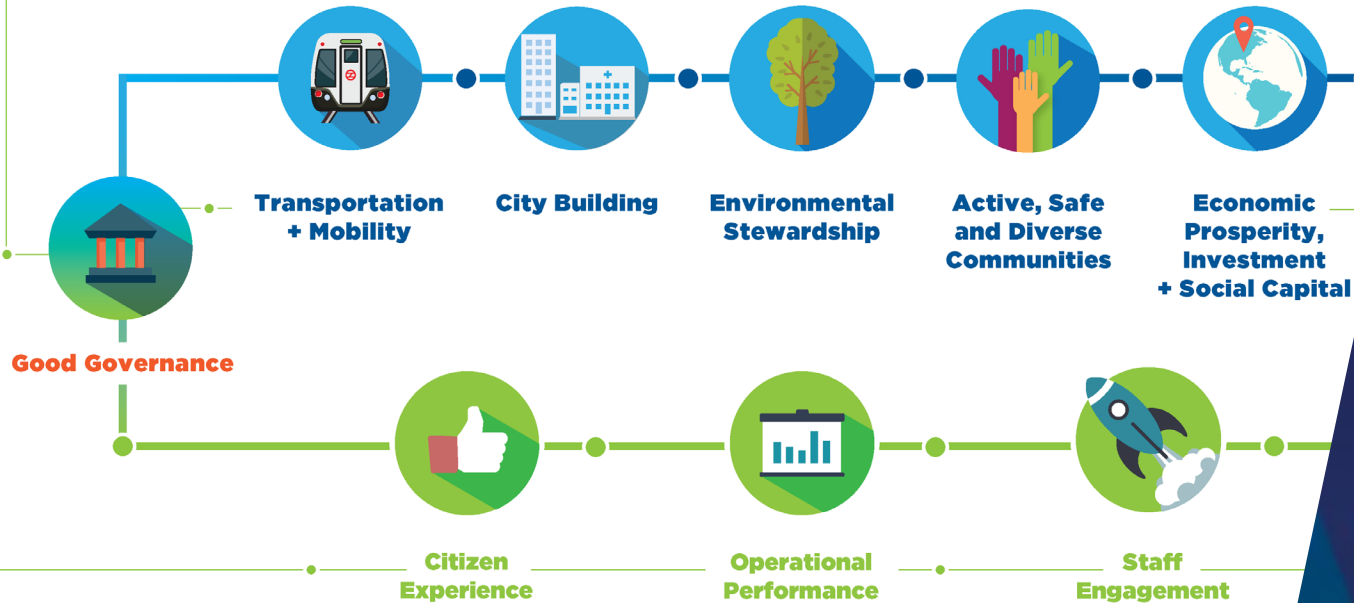 Transportation
+ Mobility
City Building
Environmental
Stewardship
Active, Safe
and Diverse
Communities
Economic
Prosperity,
Investment
+ Social Capital
Good Governance
Citizen
Experience
Operational
Performance
Staff
Engagement